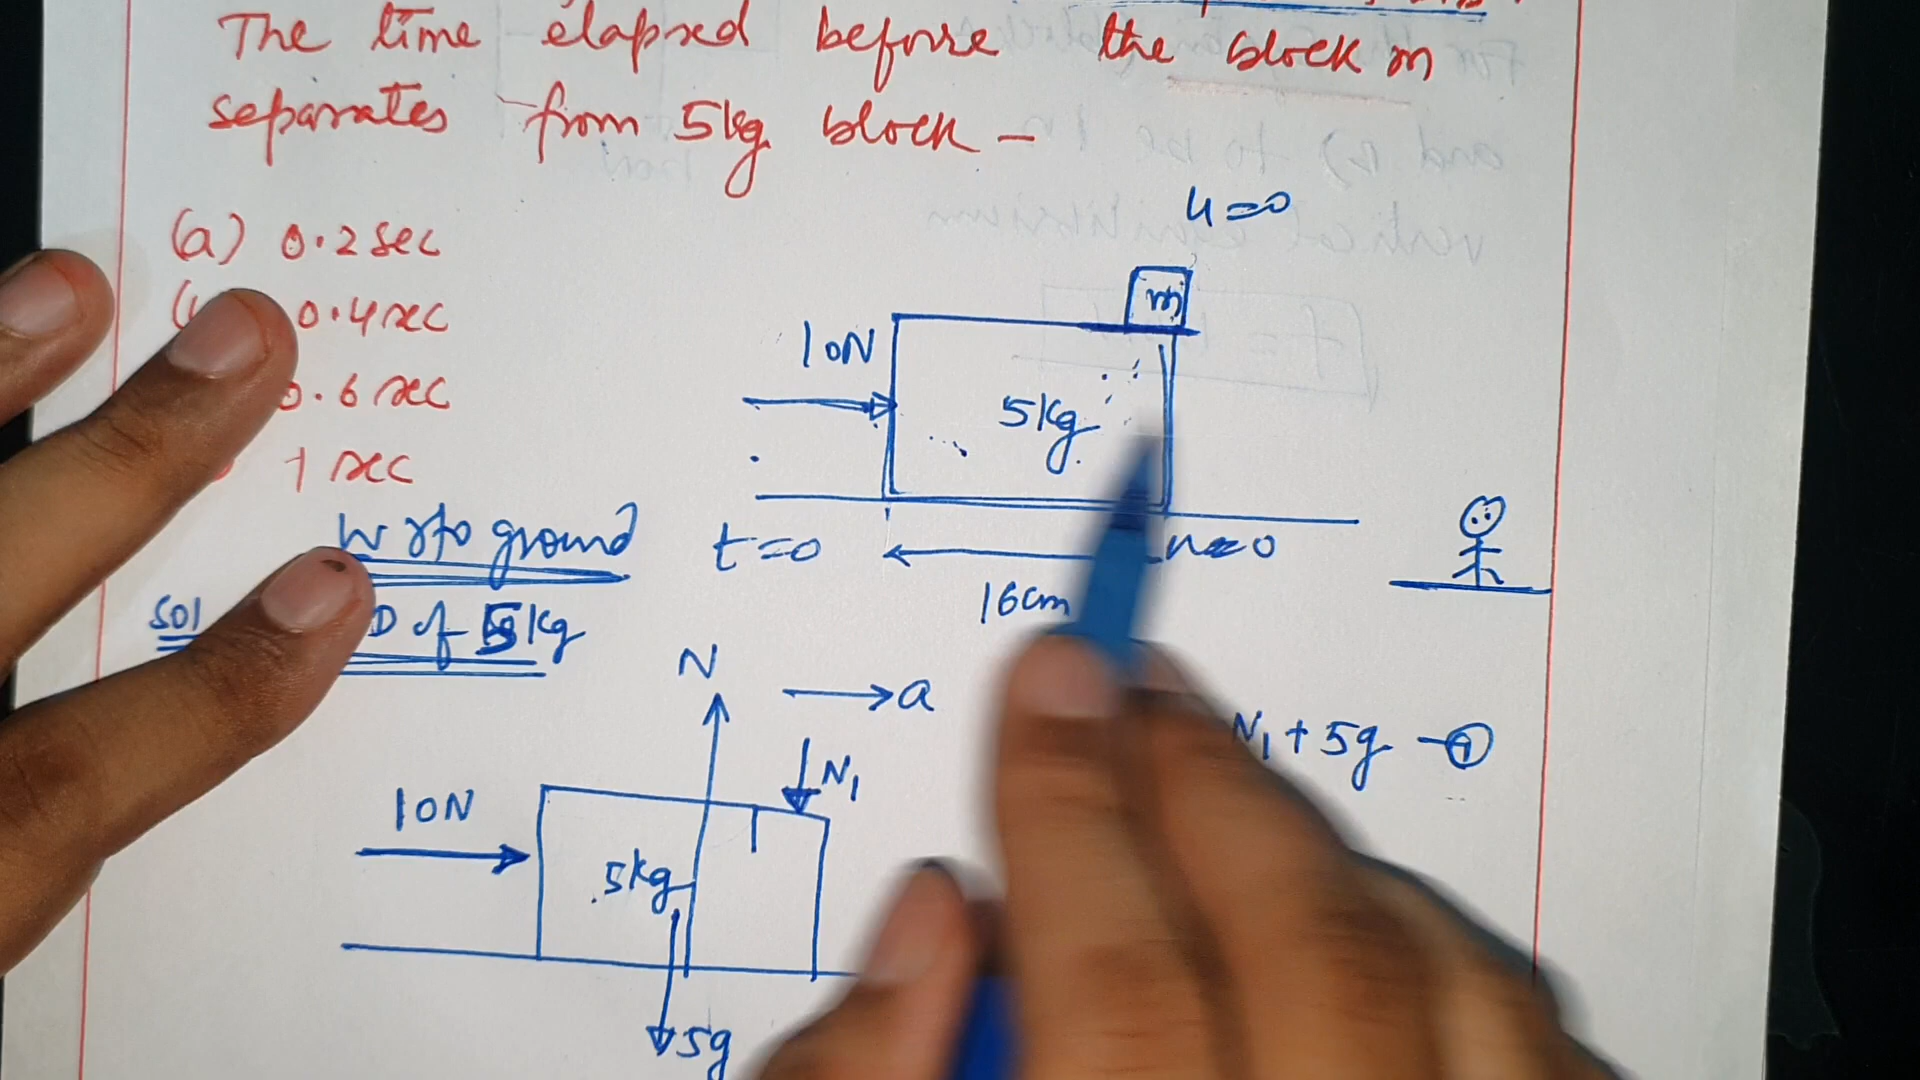 The time elapsed before the block m
separates from 5kg block -
(a) 0.2 sec
0.4 sec
0.6 sec
1 sec
u=0
m
10N
5kg
t=0
u=0
16cm
W r to ground
Sol
D of 5kg
N
a
N₁
N₁ + 5g
10N
5kg
5g